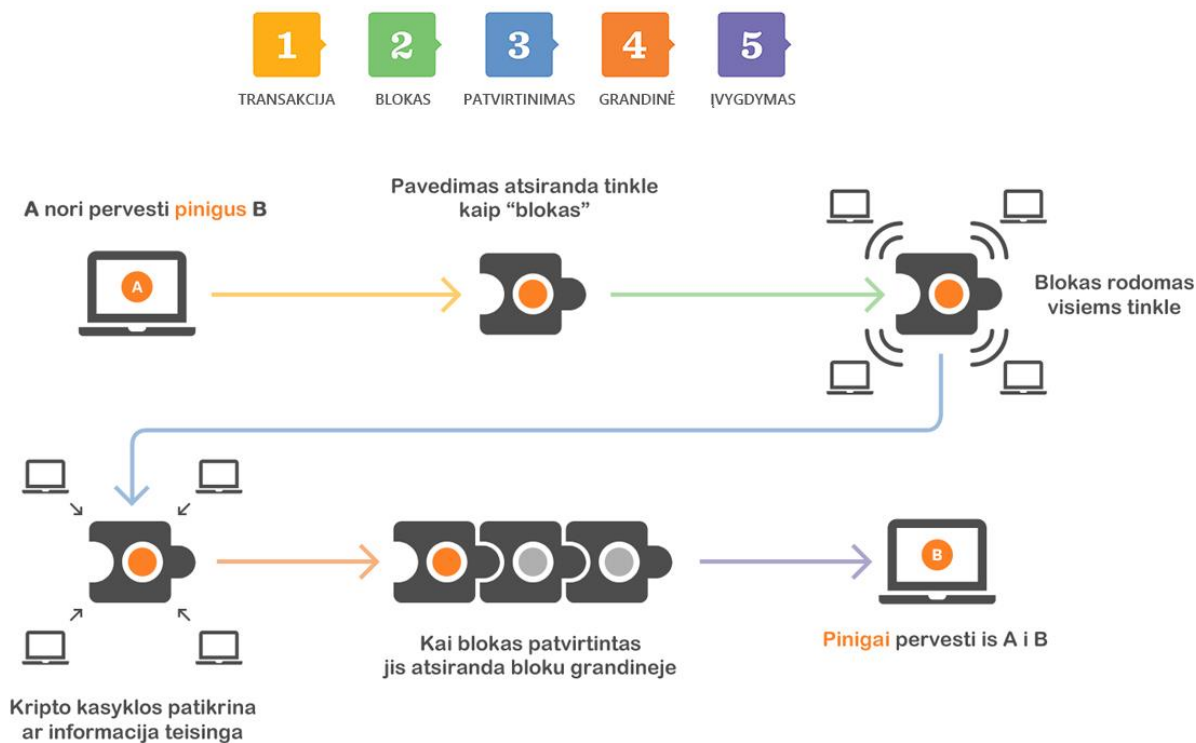 1 2 3 4 5
TRANSAKCIJA BLOKAS PATVIRTINIMAS GRANDINĖ ĮVYGDYMAS
A nori pervesti pinigus B
Pavedimas atsiranda tinkle
kaip “blokas”
A
Blokas rodomas
visiems tinkle
Kripto kasyklos patikrina
ar informacija teisinga
Kai blokas patvirtintas
jis atsiranda bloku grandineje
B
Pinigai pervesti is A i B